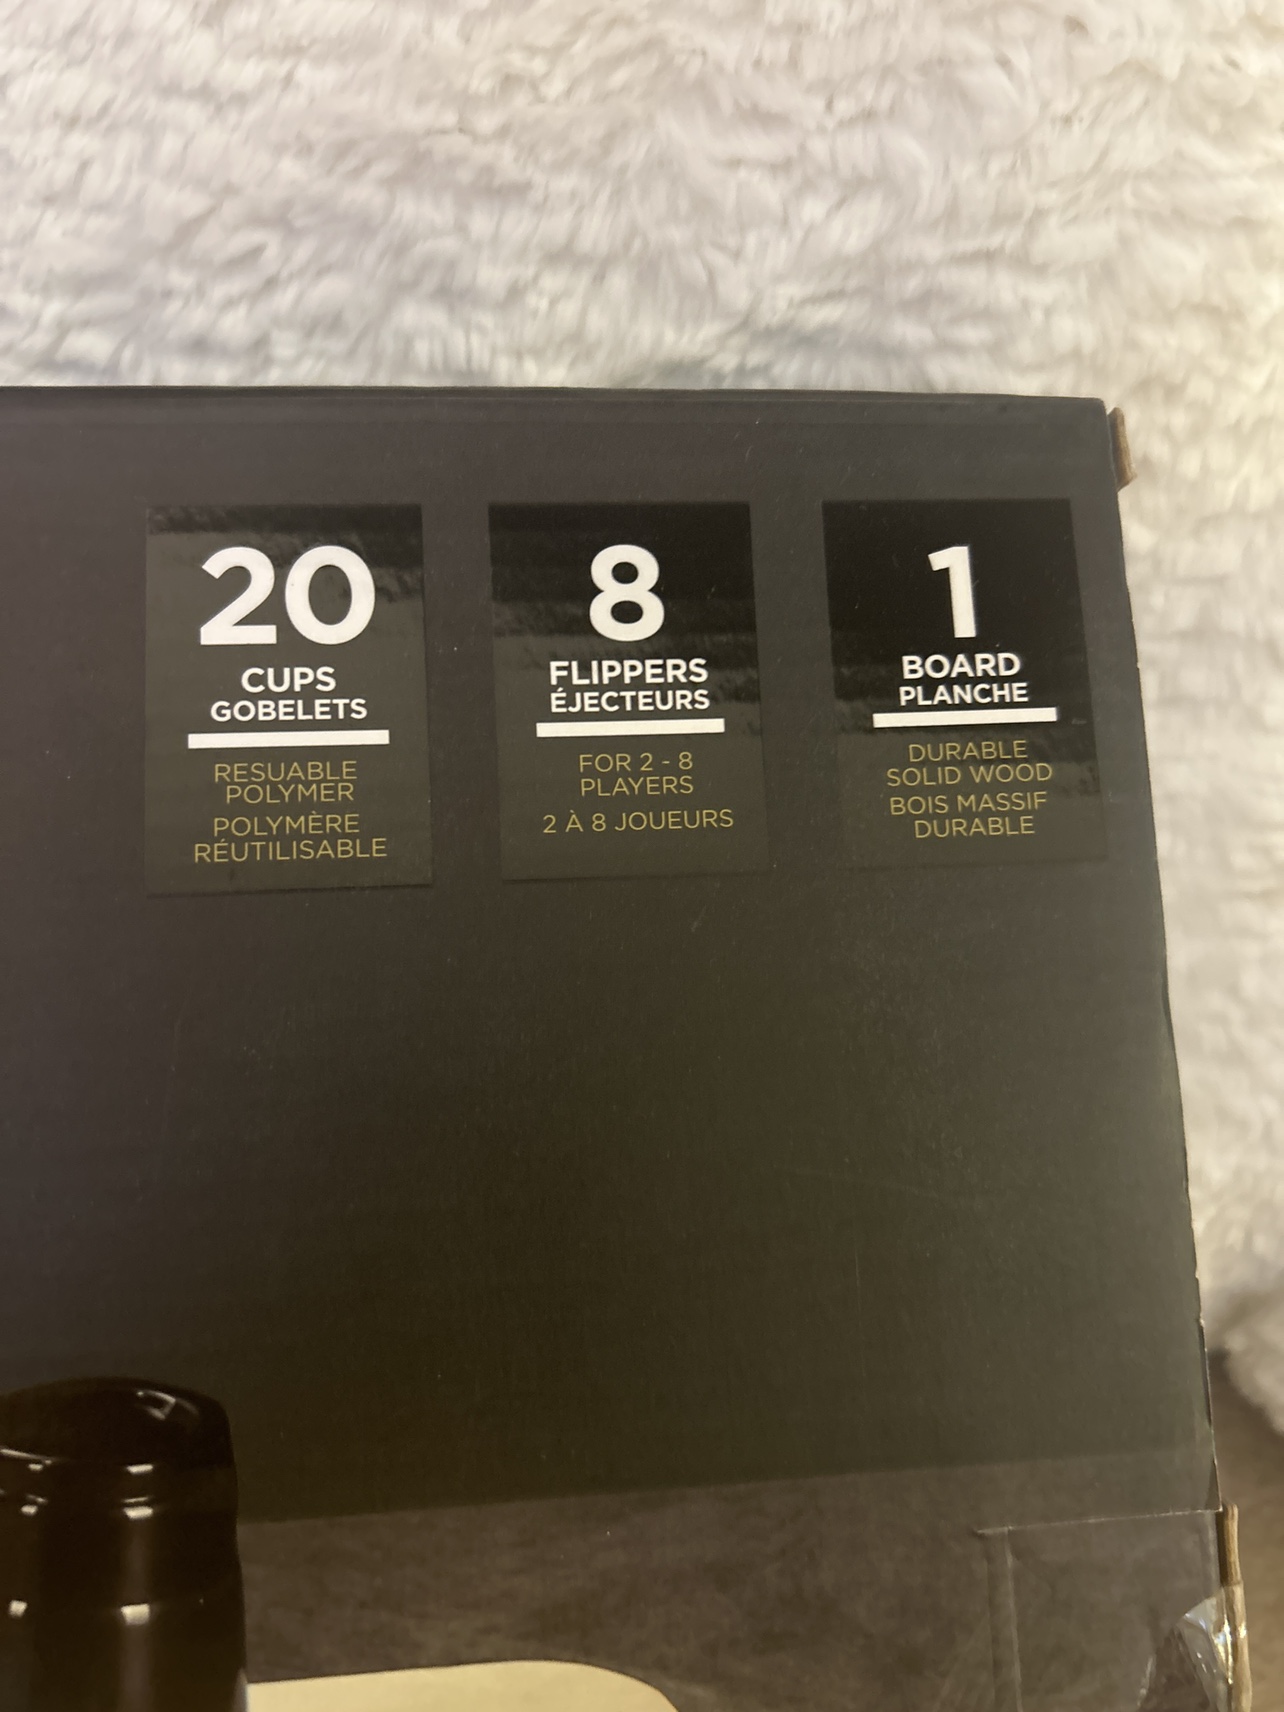 20
CUPS
GOBELETS
RESUABLE
POLYMER
POLYMÈRE
RÉUTILISABLE
8
FLIPPERS
ÉJECTEURS
FOR 2 - 8
PLAYERS
2 À 8 JOUEURS
1
BOARD
PLANCHE
DURABLE
SOLID WOOD
BOIS MASSIF
DURABLE